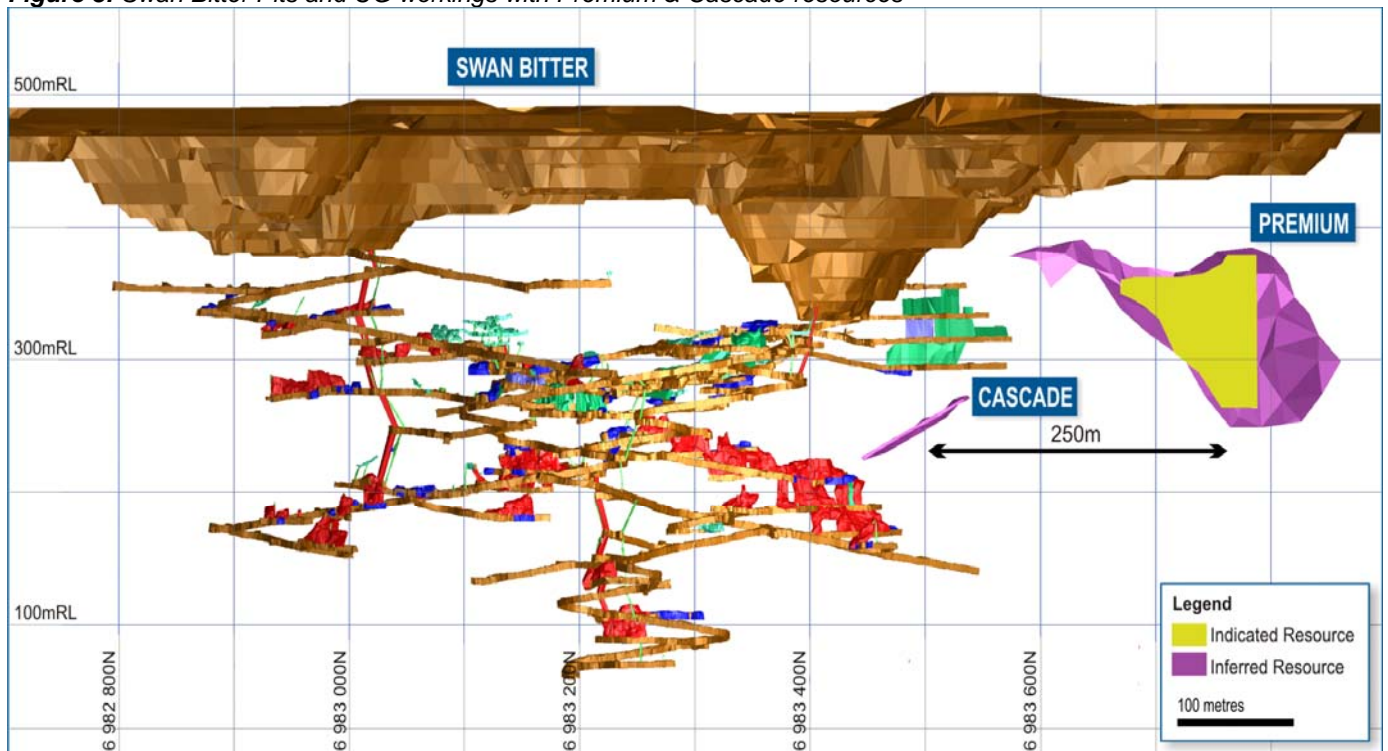 Figure Swan Bitter Pits and UG workings with Premium & Cascade resources
SWAN BITTER
500mRL
PREMIUM
300mRL
CASCADE
250m
100mRL
Legend
Indicated Resource
Inferred Resource
100 metres
6 982 800N
6 983 000N
6 983 200N
6 983 400N
6 983 600N